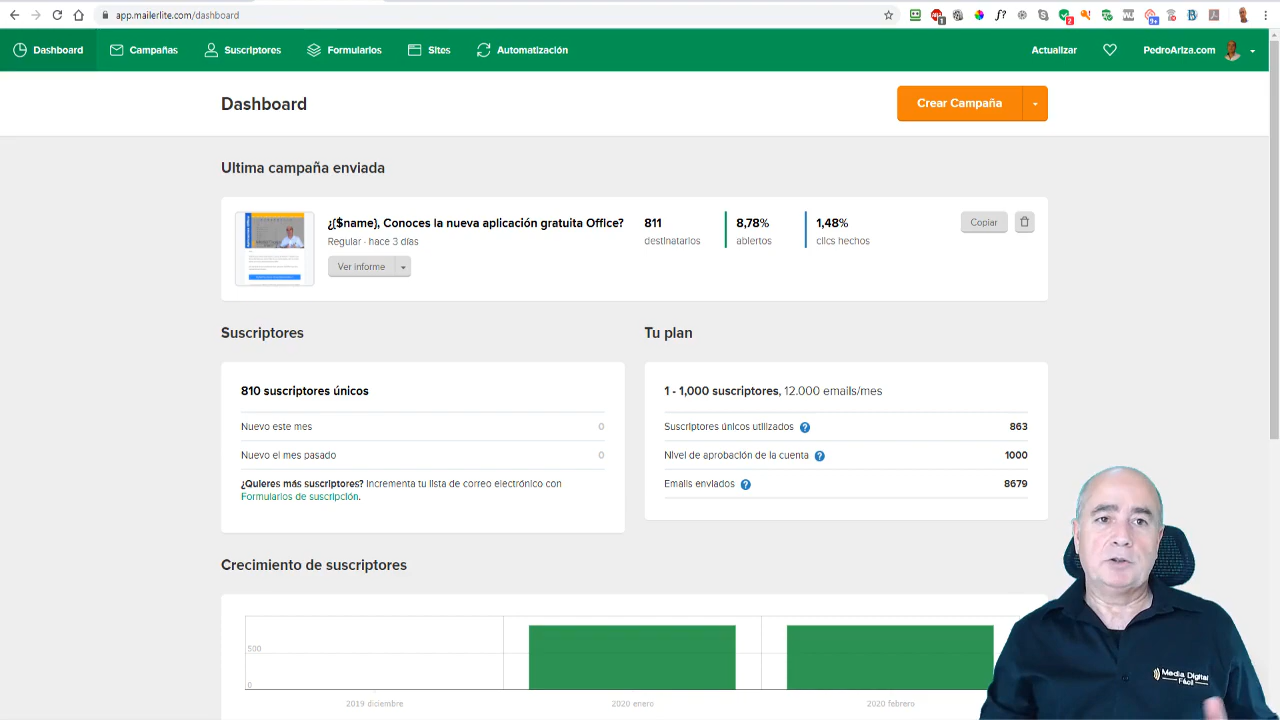 app.mailerlite.com/dashboard
Dashboard
Campañas
Suscriptores
Formularios
Sites
Automatización
Actualizar
PedroAriza.com
Dashboard
Crear Campaña
Ultima campaña enviada
¿{$name}, Conoces la nueva aplicación gratuita Office?
Regular · hace 3 días
Ver informe
811
destinatarios
8,78%
abiertos
1,48%
clics hechos
Copiar
Suscriptores
810 suscriptores únicos
Nuevo este mes 0
Nuevo el mes pasado 0
¿Quieres más suscriptores? Incrementa tu lista de correo electrónico con
Formularios de suscripción.
Tu plan
1 - 1,000 suscriptores, 12.000 emails/mes
Suscriptores únicos utilizados ? 863
Nivel de aprobación de la cuenta ? 1000
Emails enviados ? 8679
Crecimiento de suscriptores
500
0
2019 diciembre
2020 enero
2020 febrero
Media Digital
Fácil